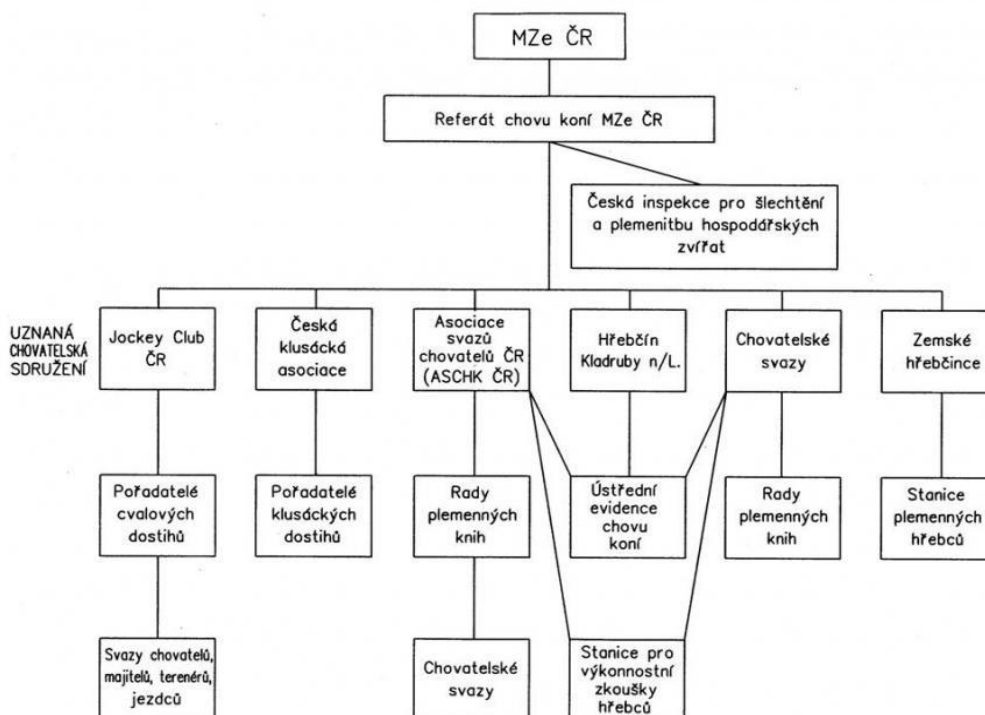 MZe ČR
Referát chovu koní MZe ČR
Česká inspekce pro šlechtění
a plemenitbu hospodářských
zvířat
UZNANÁ
CHOVATELSKÁ
SDRUŽENÍ
Jockey Club
ČR
Česká
klusácká
asociace
Asociace
svazů
chovatelů ČR
(ASCHK ČR)
Hřebčín
Kladruby n/L.
Chovatelské
svazy
Zemské
hřebčince
Pořadatelé
cvalových
dostihů
Pořadatelé
klusáckých
dostihů
Rady
plemenných
knih
Ústřední
evidence
chovu
koní
Rady
plemenných
knih
Stanice
plemenných
hřebců
Svazy chovatelů,
majitelů, terenérů,
jezdců
Chovatelské
svazy
Stanice pro
výkonnostní
zkoušky
hřebců